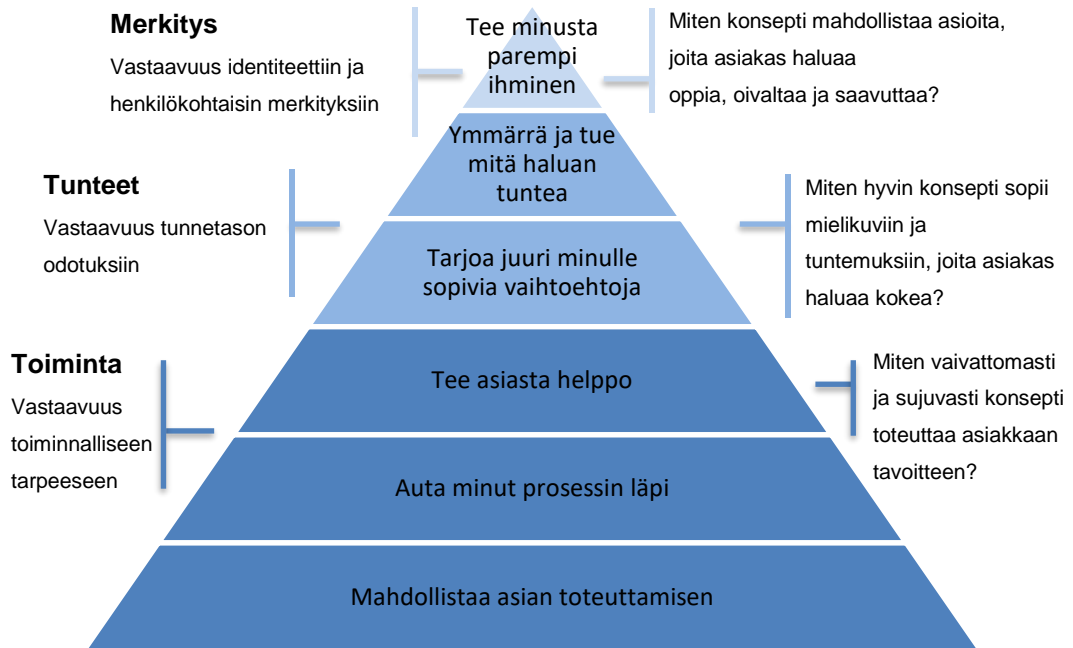 Merkitys
Vastaavuus identiteettiin ja
henkilökohtaisin merkityksiin
Tee minusta
parempi
ihminen
Miten konsepti mahdollistaa asioita,
joita asiakas haluaa
oppia, oivaltaa ja saavuttaa?
Tunteet
Vastaavuus tunnetason
odotuksiin
Ymmärrä ja tue
mitä haluan
tuntea
Tarjoa juuri minulle
sopivia vaihtoehtoja
Miten hyvin konsepti sopii
mielikuviin ja
tuntemuksiin, joita asiakas
haluaa kokea?
Toiminta
Vastaavuus
toiminnalliseen
tarpeeseen
Tee asiasta helppo
Auta minut prosessin läpi
Mahdollistaa asian toteuttamisen
Miten vaivattomasti
ja sujuvasti konsepti
toteuttaa asiakkaan
tavoitteen?